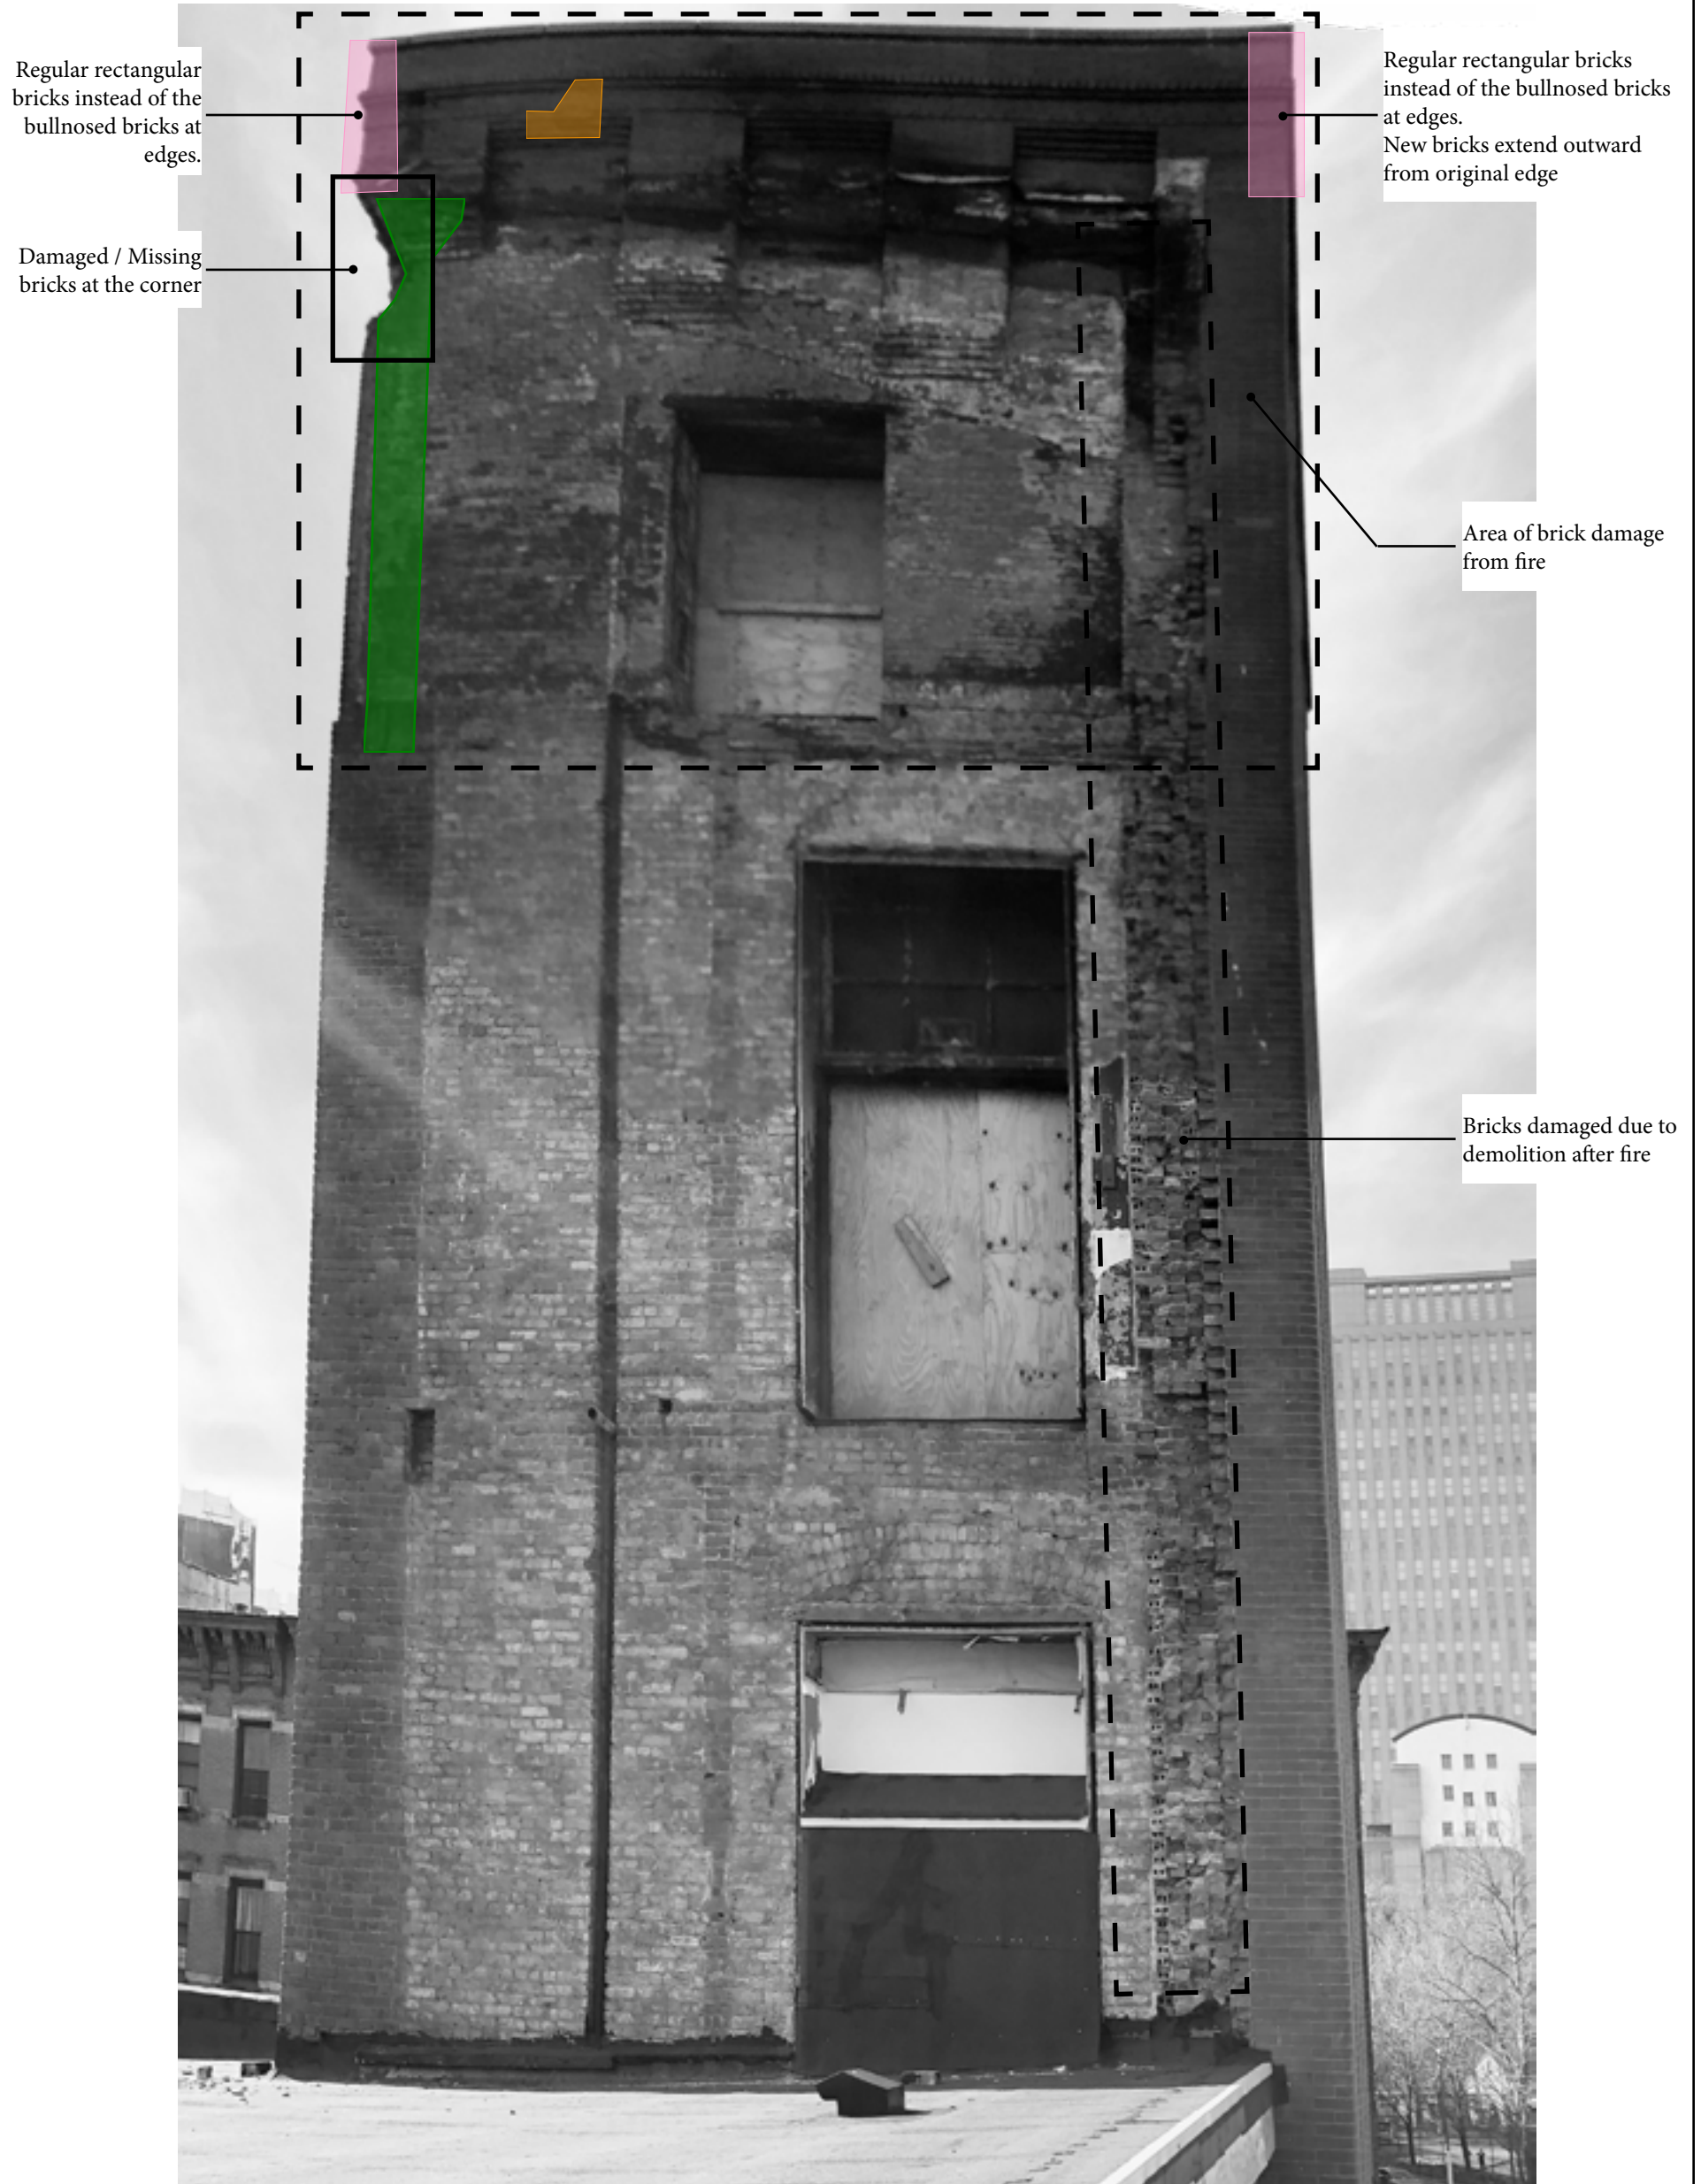 Regular rectangular
bricks instead of the
bullnosed bricks at
edges.
Regular rectangular bricks
instead of the bullnosed bricks
at edges.
New bricks extend outward
from original edge
Damaged / Missing
bricks at the corner
Area of brick damage
from fire
Bricks damaged due to
demolition after fire